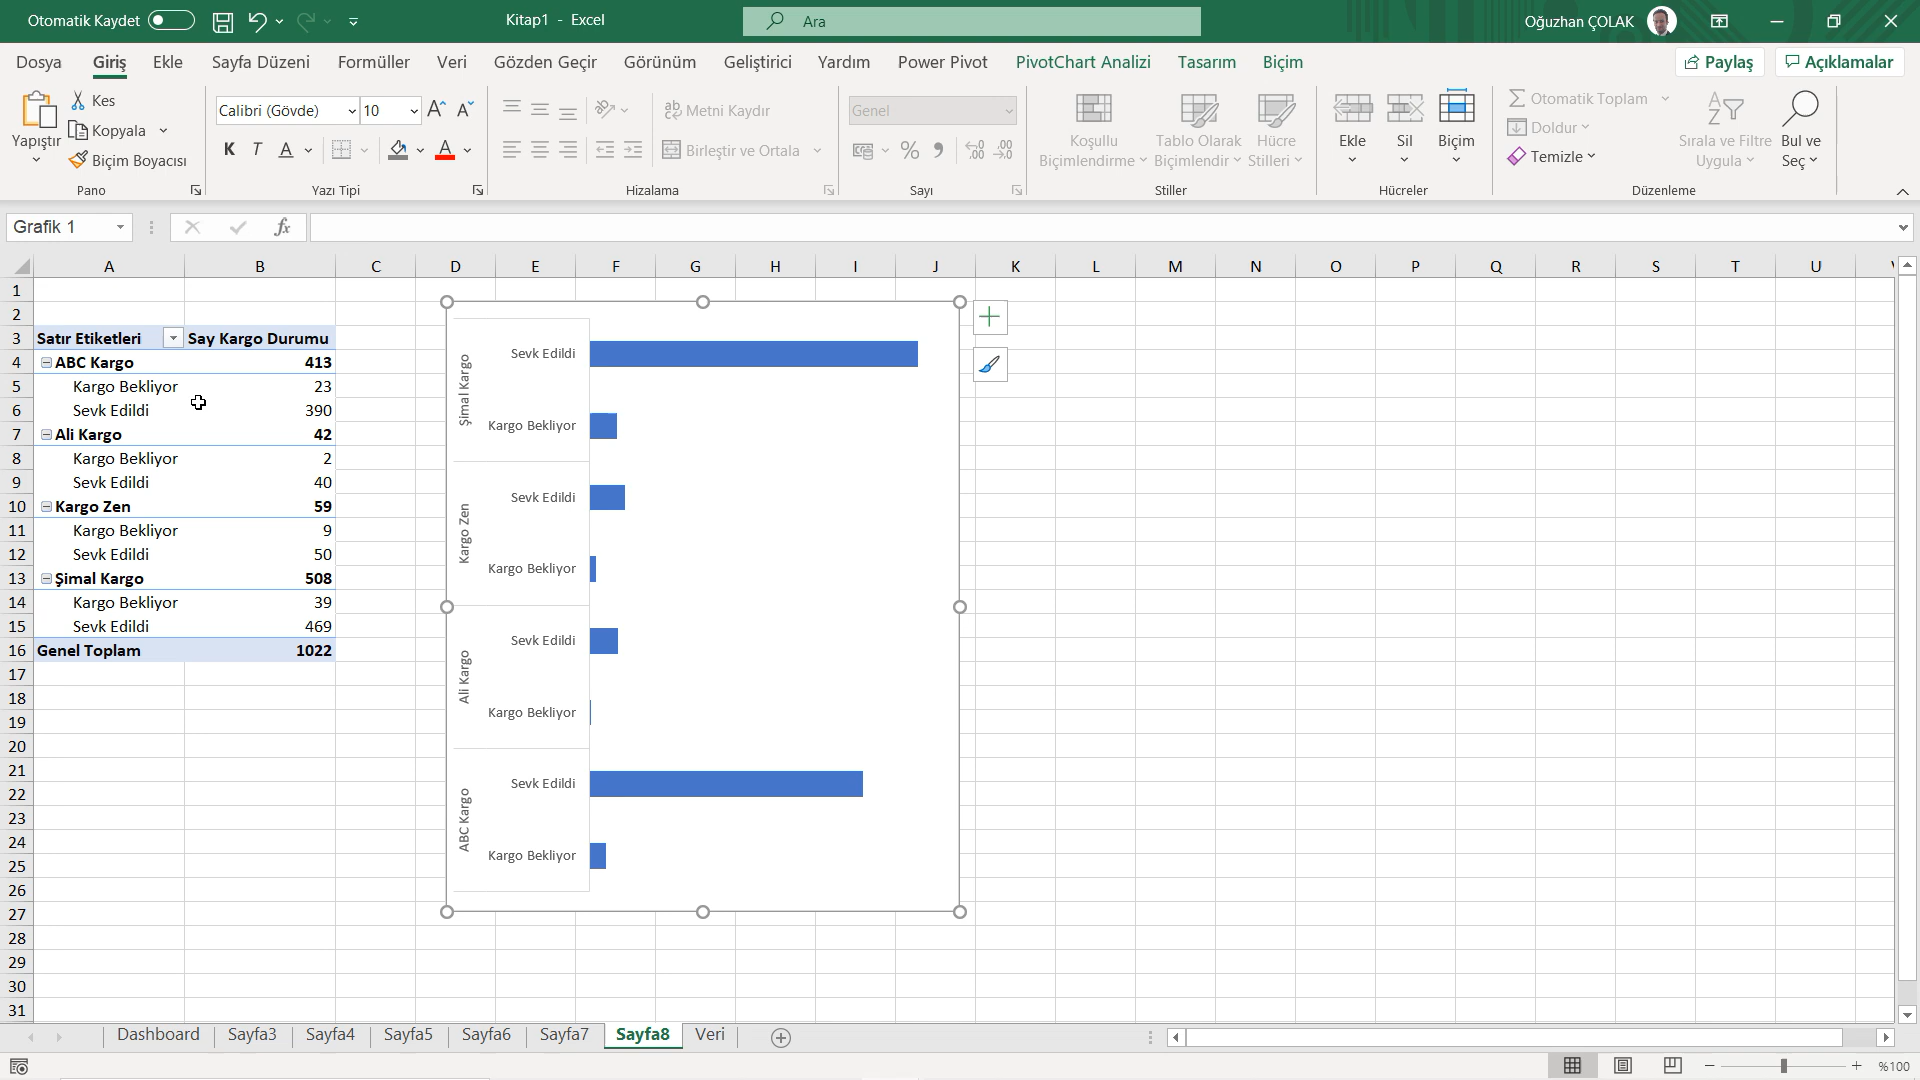 Otomatik Kaydet
Kitap1 - Excel
Ara
Oğuzhan ÇOLAK
Dosya Giriş Ekle Sayfa Düzeni Formüller Veri Gözden Geçir Görünüm Geliştirici Yardım Power Pivot PivotChart Analizi Tasarım Biçim
Paylaş Açıklamalar
Yapıştır
Kes
Kopyala
Biçim Boyacısı
Pano
Calibri (Gövde) 10
K T A A
Yazı Tipi
Metni Kaydır
Birleştir ve Ortala
Hizalama
Genel
Sayı
Koşullu
Biçimlendirme
Tablo Olarak
Biçimlendir
Hücre
Stilleri
Stiller
Ekle
Sil
Biçim
Hücreler
Otomatik Toplam
Doldur
Temizle
Sırala ve Filtre
Uygula
Bul ve
Seç
Düzenleme
Grafik 1
fx
A B C D E F G H I J K L M N O P Q R S T U
1
2
3 Satır Etiketleri Say Kargo Durumu
4 ABC Kargo 413
5 Kargo Bekliyor 23
6 Sevk Edildi 390
7 Ali Kargo 42
8 Kargo Bekliyor 2
9 Sevk Edildi 40
10 Kargo Zen 59
11 Kargo Bekliyor 9
12 Sevk Edildi 50
13 Şimal Kargo 508
14 Kargo Bekliyor 39
15 Sevk Edildi 469
16 Genel Toplam 1022
17
18
19
20
21
22
23
24
25
26
27
28
29
30
31
Şimal Kargo
Sevk Edildi
Kargo Bekliyor
Kargo Zen
Sevk Edildi
Kargo Bekliyor
Ali Kargo
Sevk Edildi
Kargo Bekliyor
ABC Kargo
Sevk Edildi
Kargo Bekliyor
Dashboard Sayfa3 Sayfa4 Sayfa5 Sayfa6 Sayfa7 Sayfa8 Veri
%100